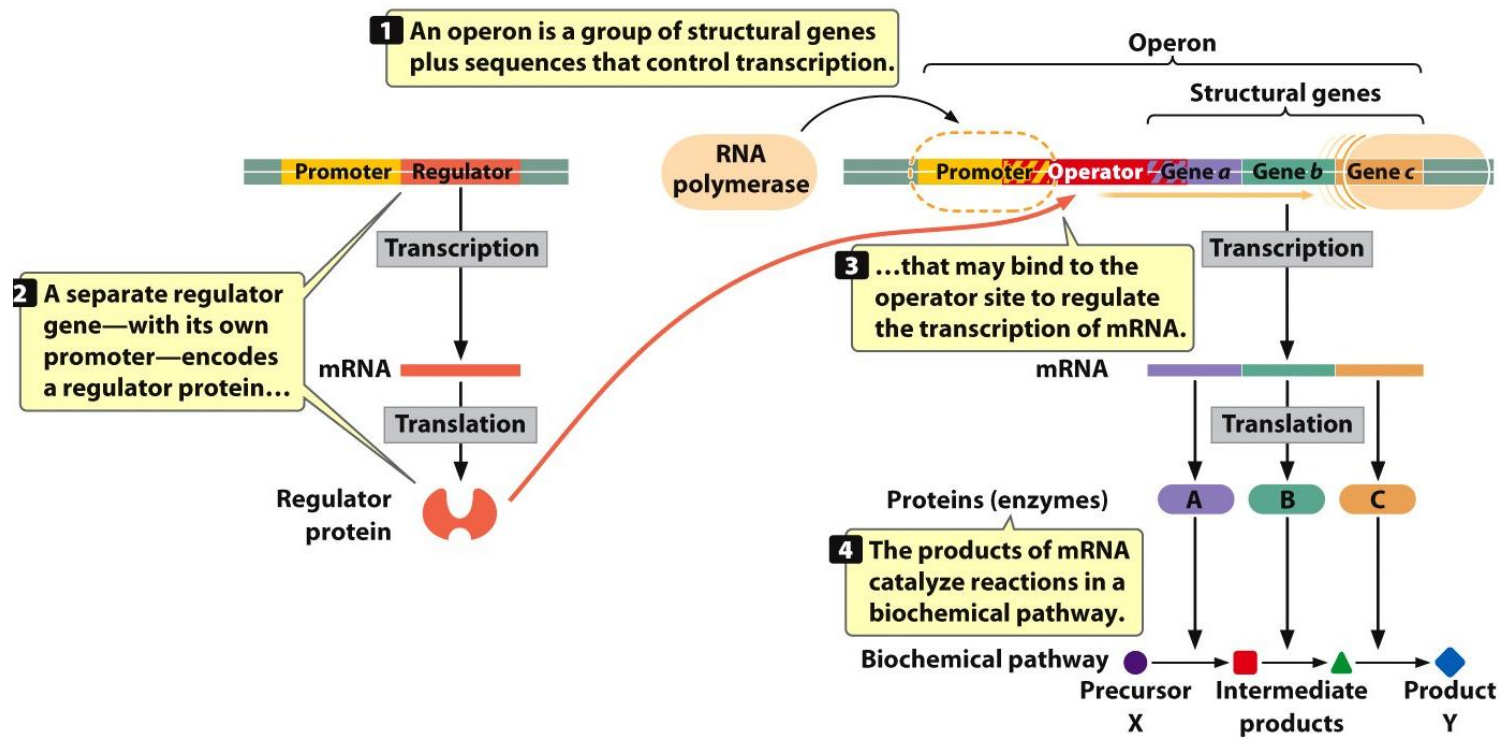 1 An operon is a group of structural genes
plus sequences that control transcription.
Operon
Structural genes
RNA
polymerase
Promoter Regulator
Promoter Operator Gene a Gene b Gene c
Transcription
Transcription
2 A separate regulator
gene—with its own
promoter—encodes
a regulator protein...
3 ...that may bind to the
operator site to regulate
the transcription of mRNA.
mRNA
mRNA
Translation
Translation
Regulator
protein
Proteins (enzymes)
A B C
4 The products of mRNA
catalyze reactions in a
biochemical pathway.
Biochemical pathway
Precursor
X
Intermediate
products
Product
Y